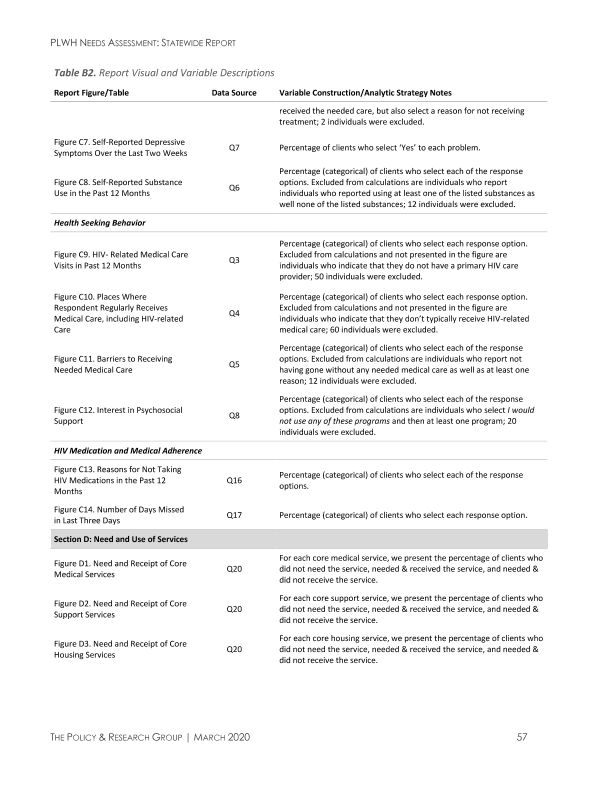 PLWH NEEDS ASSESSMENT: STATEWIDE REPORT
Table B2. Report Visual and Variable Descriptions
Report Figure/Table Data Source Variable Construction/Analytic Strategy Notes
received the needed care, but also select a reason for not receiving
treatment; 2 individuals were excluded.
Figure C7. Self-Reported Depressive
Symptoms Over the Last Two Weeks
Q7
Percentage of clients who select ‘Yes’ to each problem.
Figure C8. Self-Reported Substance
Use in the Past 12 Months
Q6
Percentage (categorical) of clients who select each of the response
options. Excluded from calculations are individuals who report
individuals who reported using at least one of the listed substances as
well none of the listed substances; 12 individuals were excluded.
Health Seeking Behavior
Figure C9. HIV- Related Medical Care
Visits in Past 12 Months
Q3
Percentage (categorical) of clients who select each response option.
Excluded from calculations and not presented in the figure are
individuals who indicate that they do not have a primary HIV care
provider; 50 individuals were excluded.
Figure C10. Places Where
Respondent Regularly Receives
Medical Care, including HIV-related
Care
Q4
Percentage (categorical) of clients who select each response option.
Excluded from calculations and not presented in the figure are
individuals who indicate that they don’t typically receive HIV-related
medical care; 60 individuals were excluded.
Figure C11. Barriers to Receiving
Needed Medical Care
Q5
Percentage (categorical) of clients who select each of the response
options. Excluded from calculations are individuals who report not
having gone without any needed medical care as well as at least one
reason; 12 individuals were excluded.
Figure C12. Interest in Psychosocial
Support
Q8
Percentage (categorical) of clients who select each of the response
options. Excluded from calculations are individuals who select I would
not use any of these programs and then at least one program; 20
individuals were excluded.
HIV Medication and Medical Adherence
Figure C13. Reasons for Not Taking
HIV Medications in the Past 12
Months
Q16
Percentage (categorical) of clients who select each of the response
options.
Figure C14. Number of Days Missed
in Last Three Days
Q17
Percentage (categorical) of clients who select each response option.
Section D: Need and Use of Services
Figure D1. Need and Receipt of Core
Medical Services
Q20
For each core medical service, we present the percentage of clients who
did not need the service, needed & received the service, and needed &
did not receive the service.
Figure D2. Need and Receipt of Core
Support Services
Q20
For each core support service, we present the percentage of clients who
did not need the service, needed & received the service, and needed &
did not receive the service.
Figure D3. Need and Receipt of Core
Housing Services
Q20
For each core housing service, we present the percentage of clients who
did not need the service, needed & received the service, and needed &
did not receive the service.
THE POLICY & RESEARCH GROUP | MARCH 2020 57